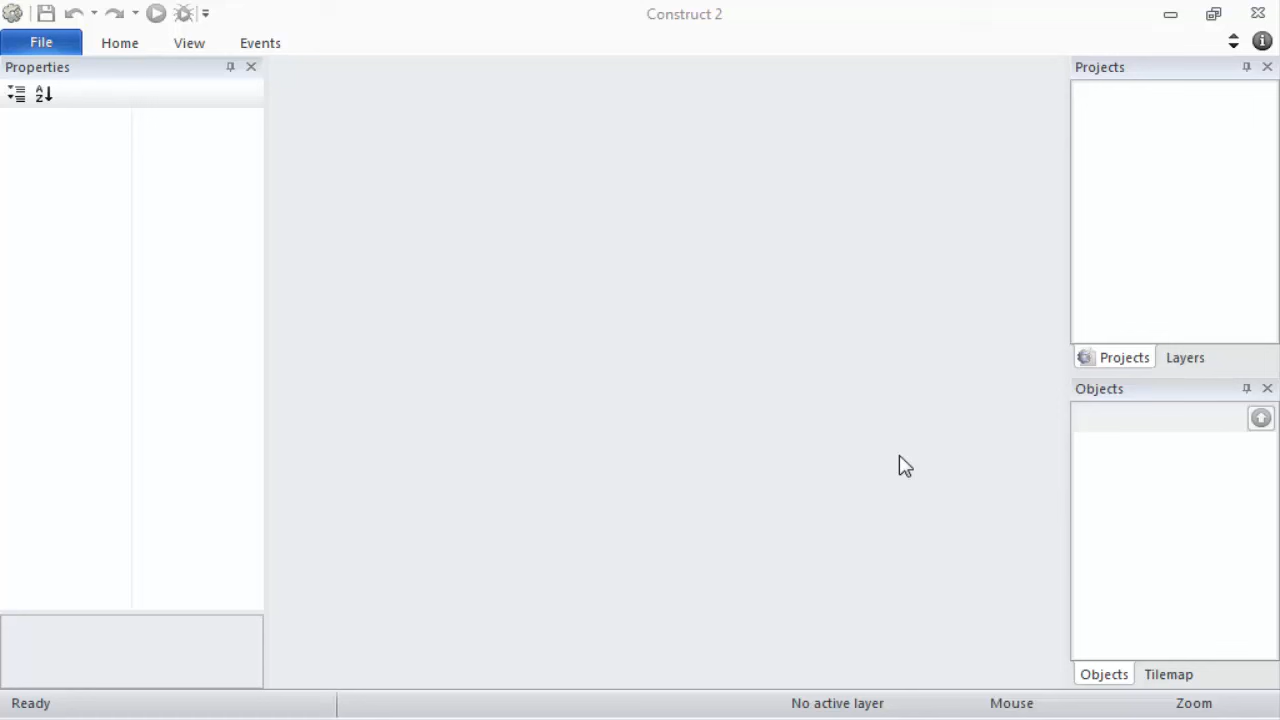 Construct 2
File Home View Events
Properties
Projects
A
Z
Projects Layers
Objects
Objects Tilemap
Ready No active layer Mouse Zoom